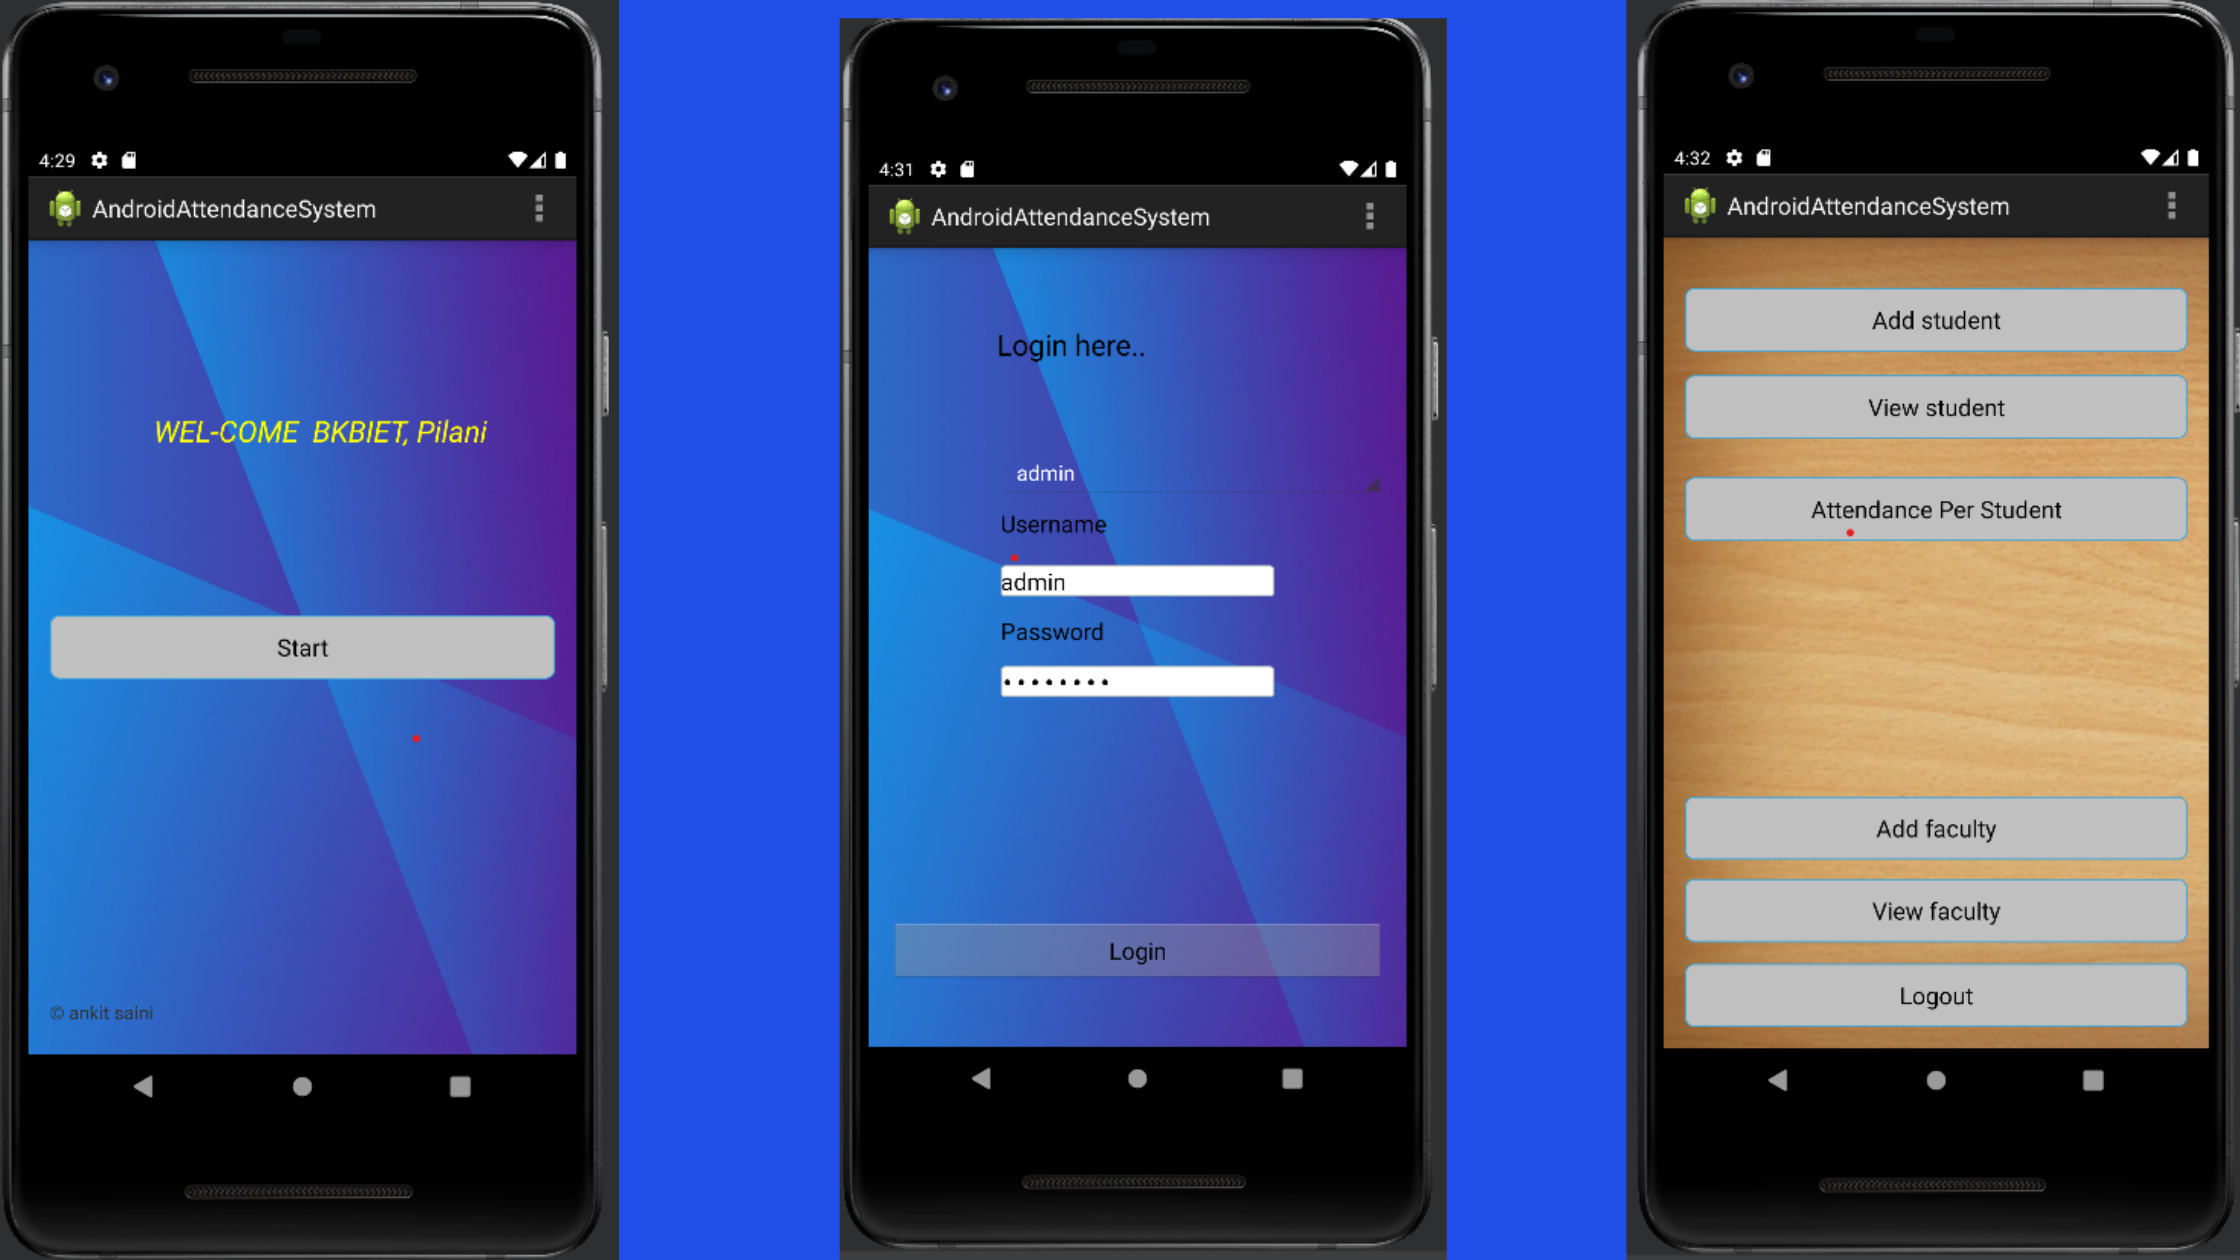 4:29
AndroidAttendanceSystem
WEL-COME BKBIET, Pilani
Start
© ankit saini
4:31
AndroidAttendanceSystem
Login here..
admin
Username
admin
Password
••••••••
Login
4:32
AndroidAttendanceSystem
Add student
View student
Attendance Per Student
Add faculty
View faculty
Logout